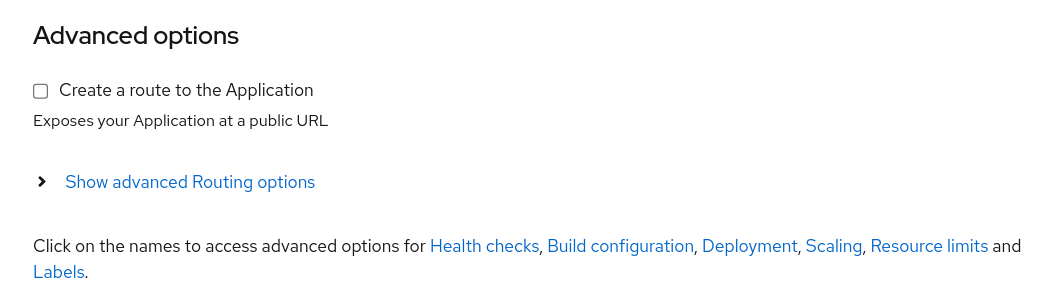 Advanced options
Create a route to the Application
Exposes your Application at a public URL
Show advanced Routing options
Click on the names to access advanced options for Health checks, Build configuration, Deployment, Scaling, Resource limits and
Labels.